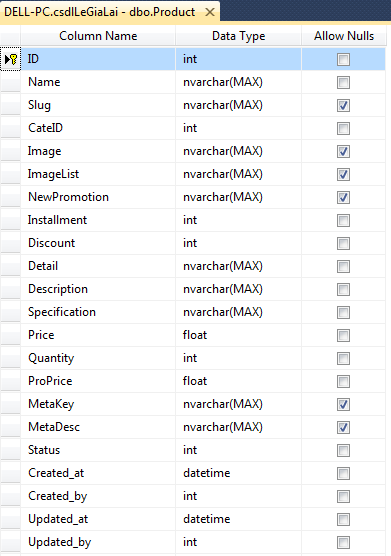 DELL-PC.csdlLeGiaLai - dbo.Product
Column Name Data Type Allow Nulls
ID int
Name nvarchar(MAX)
Slug nvarchar(MAX)
CateID int
Image nvarchar(MAX)
ImageList nvarchar(MAX)
NewPromotion nvarchar(MAX)
Installment int
Discount int
Detail nvarchar(MAX)
Description nvarchar(MAX)
Specification nvarchar(MAX)
Price float
Quantity int
ProPrice float
MetaKey nvarchar(MAX)
MetaDesc nvarchar(MAX)
Status int
Created_at datetime
Created_by int
Updated_at datetime
Updated_by int